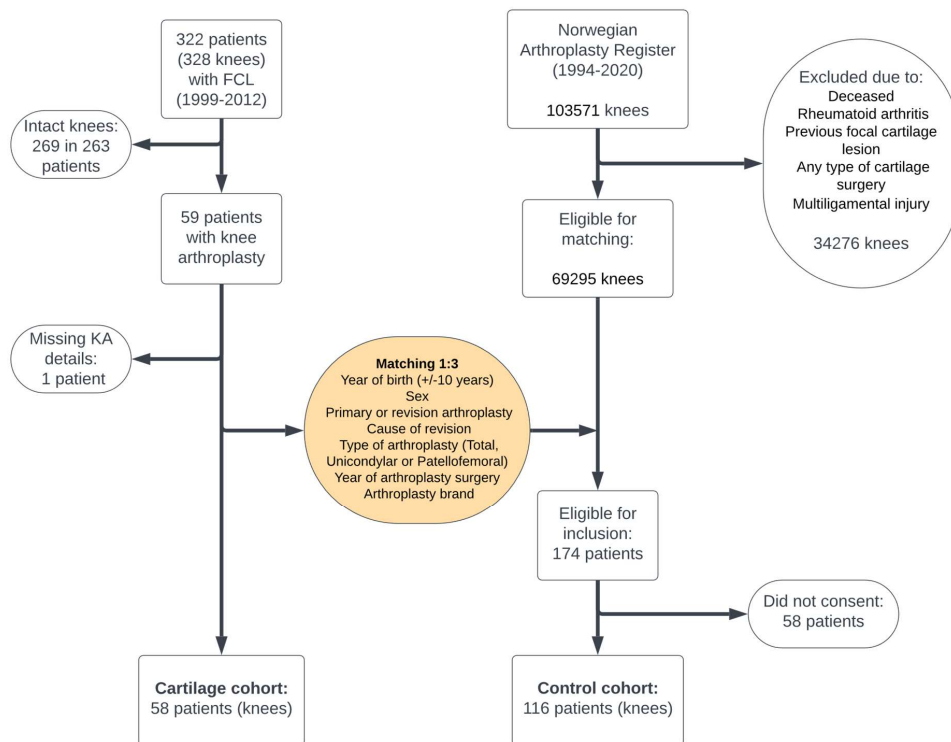 322 patients
(328 knees)
with FCL
(1999-2012)
Intact knees:
269 in 263
patients
59 patients
with knee
arthroplasty
Missing KA
details:
1 patient
Cartilage cohort:
58 patients (knees)
Matching 1:3
Year of birth (+/-10 years)
Sex
Primary or revision arthroplasty
Cause of revision
Type of arthroplasty (Total,
Unicondylar or Patellofemoral)
Year of arthroplasty surgery
Arthroplasty brand
Norwegian
Arthroplasty Register
(1994-2020)
103571 knees
Excluded due to:
Deceased
Rheumatoid arthritis
Previous focal cartilage
lesion
Any type of cartilage
surgery
Multiligamental injury
34276 knees
Eligible for
matching:
69295 knees
Eligible for
inclusion:
174 patients
Did not consent:
58 patients
Control cohort:
116 patients (knees)